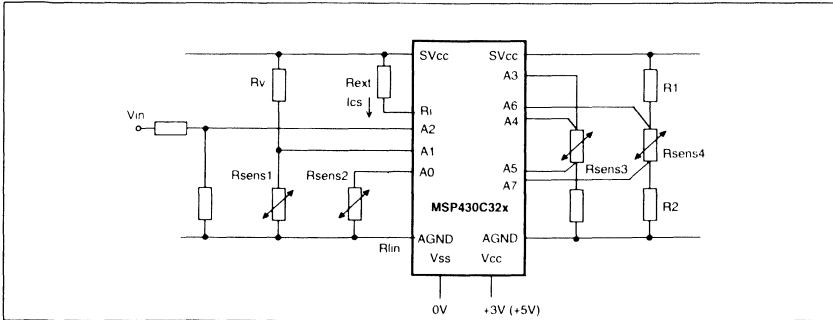 SVcc SVcc
Rv Rext A3 R1
Ics A6
Vin Ri A4
A2
A1
Rsens1 Rsens2 A0 A5 Rsens3 Rsens4
A7
MSP430C32x R2
Rlin AGND AGND
Vss Vcc
0V +3V (+5V)